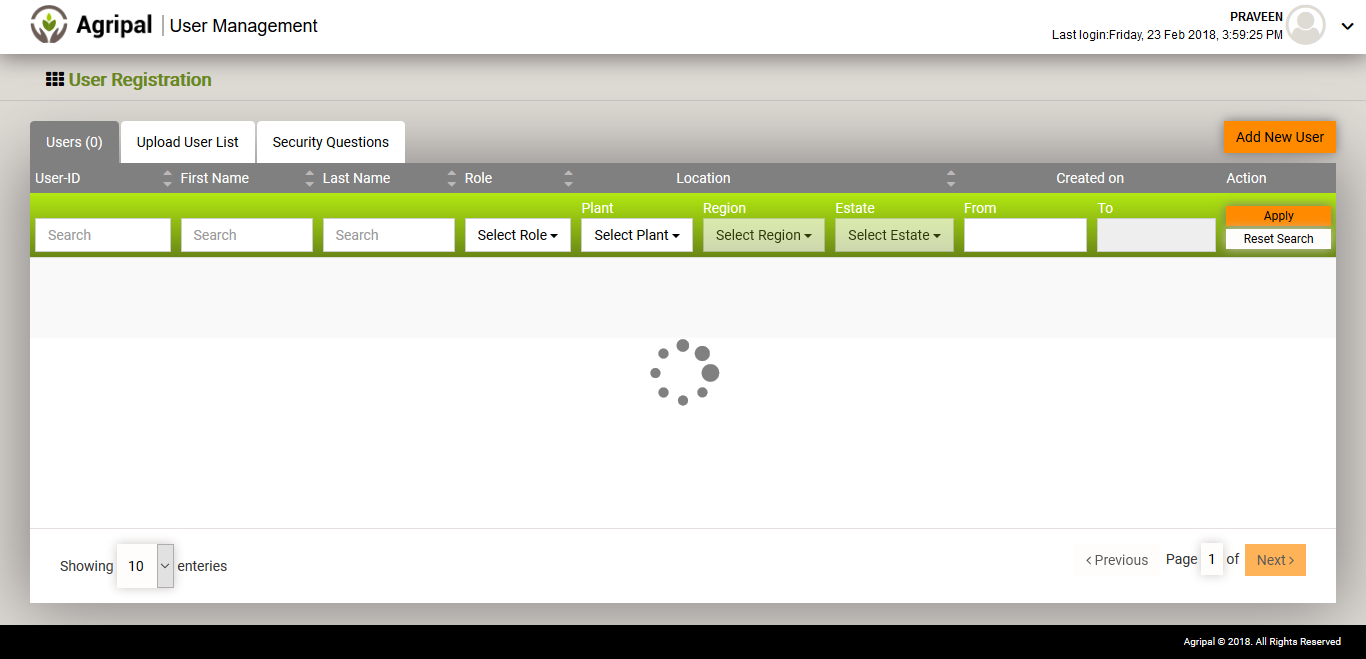 Agripal User Management
PRAVEEN
Last login:Friday, 23 Feb 2018, 3:59:25 PM
User Registration
Users (0) Upload User List Security Questions Add New User
User-ID First Name Last Name Role Location Created on Action
Plant Region Estate From To
Search Search Search Select Role Select Plant Select Region Select Estate
Apply
Reset Search
Showing 10 enteries
Previous Page 1 of Next
Agripal © 2018. All Rights Reserved